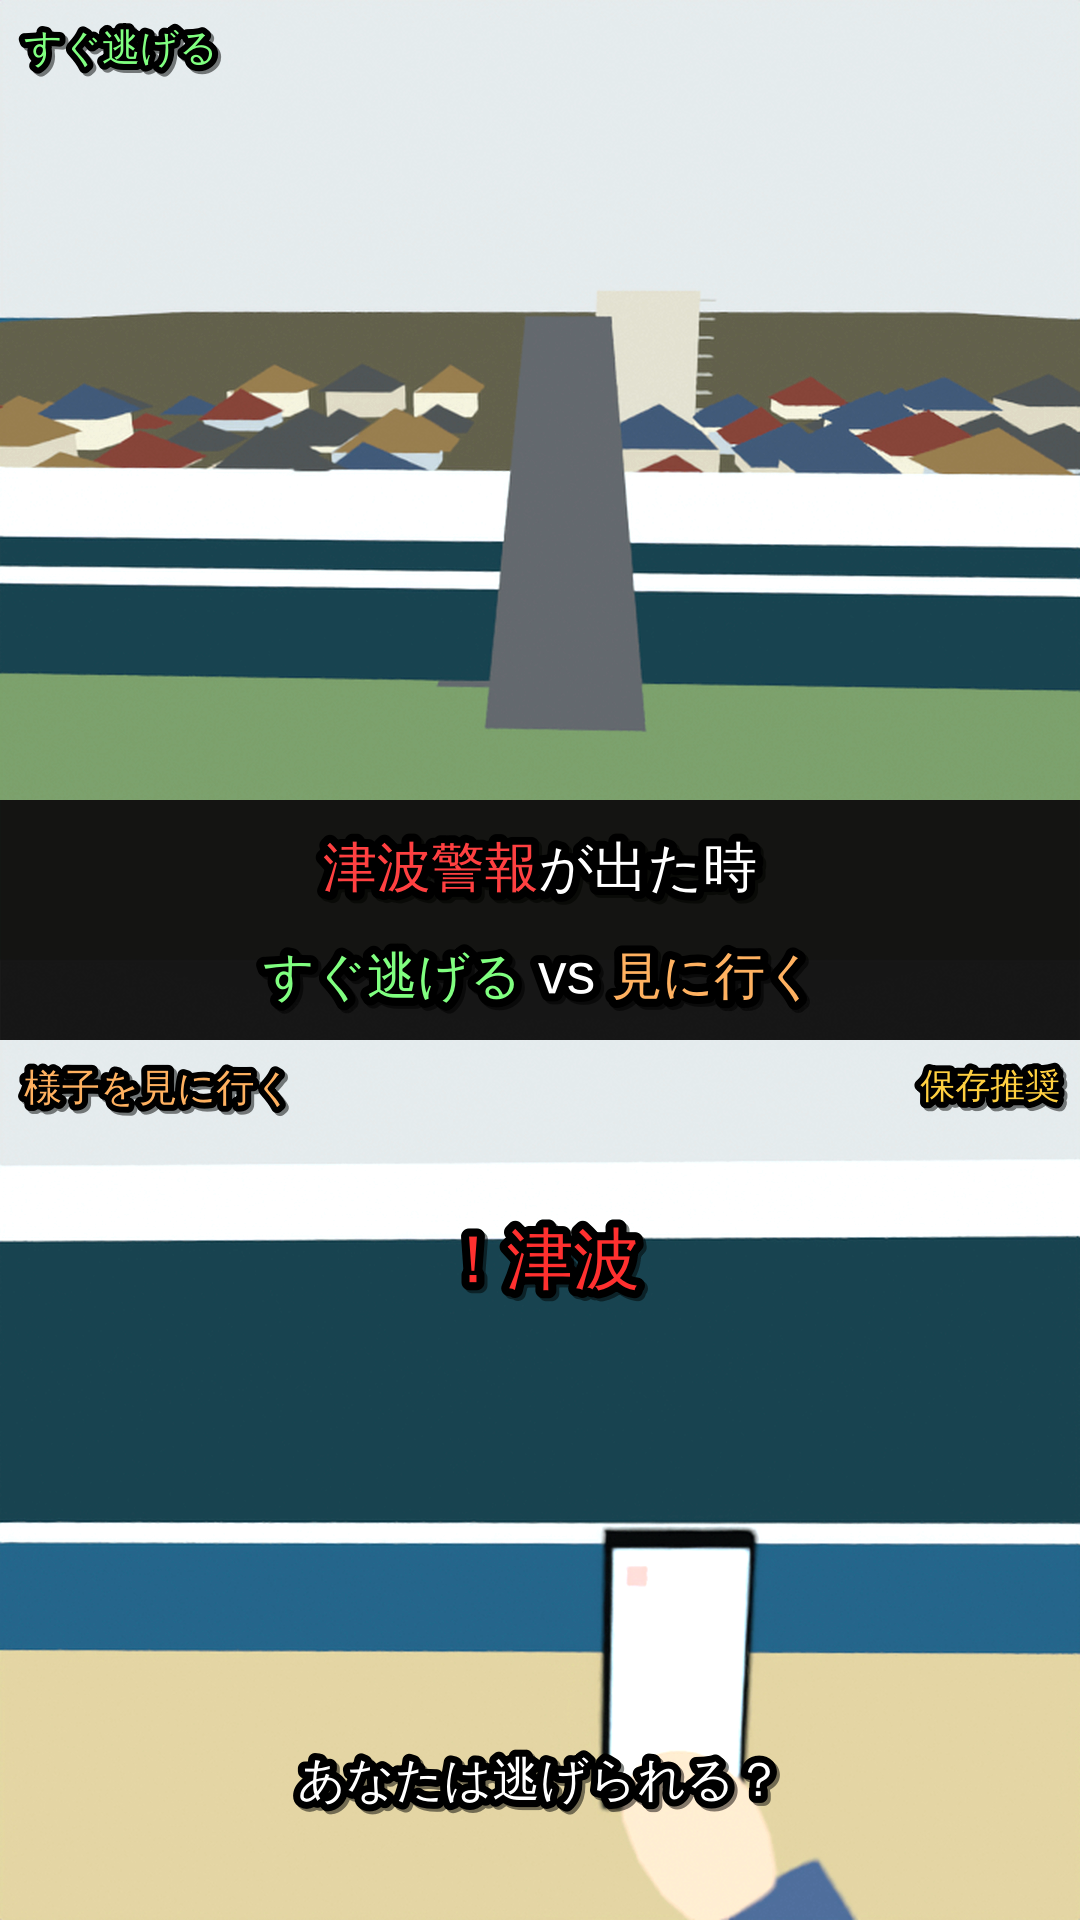 すぐ逃げる
津波警報が出た時
すぐ逃げる vs 見に行く
様子を見に行く
保存推奨
！津波
あなたは逃げられる？